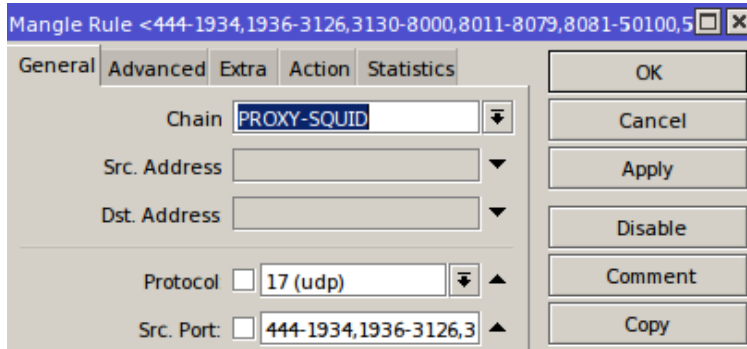 Mangle Rule <444-1934,1936-3126,3130-8000,8011-8079,8081-50100,5
General Advanced Extra Action Statistics
OK
Chain PROXY-SQUID
Cancel
Src. Address
Apply
Dst. Address
Disable
Protocol 17 (udp)
Comment
Src. Port: 444-1934,1936-3126,3
Copy